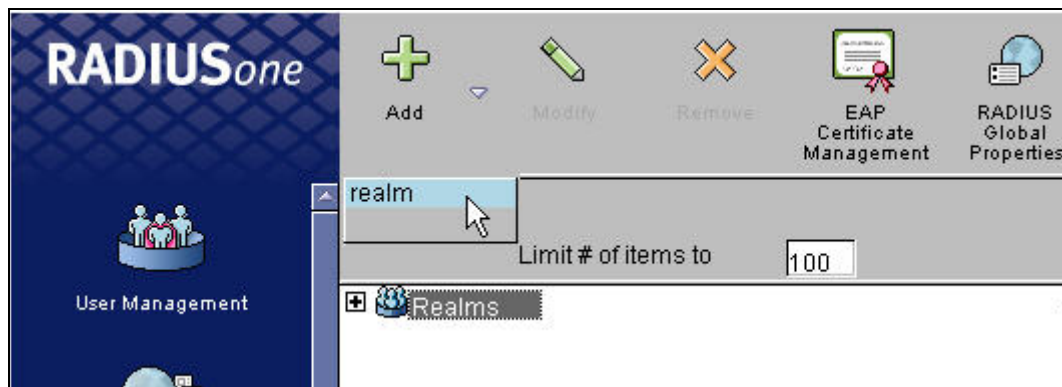 RADIUSone
Add
Modify
Remove
EAP
Certificate
Management
RADIUS
Global
Properties
realm
Limit # of items to
100
User Management
Realms